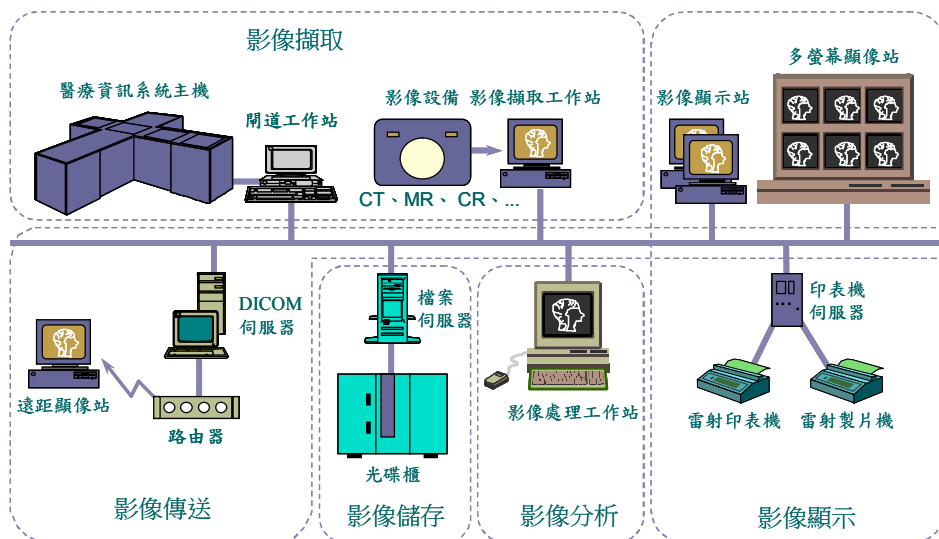 影像擷取
醫療資訊系統主機
閘道工作站
影像設備 影像擷取工作站
CT、MR、CR、...
影像顯示站
多螢幕顯像站
DICOM
伺服器
遠距顯像站
路由器
影像傳送
檔案
伺服器
光碟櫃
影像儲存
影像處理工作站
影像分析
印表機
伺服器
雷射印表機
雷射製片機
影像顯示